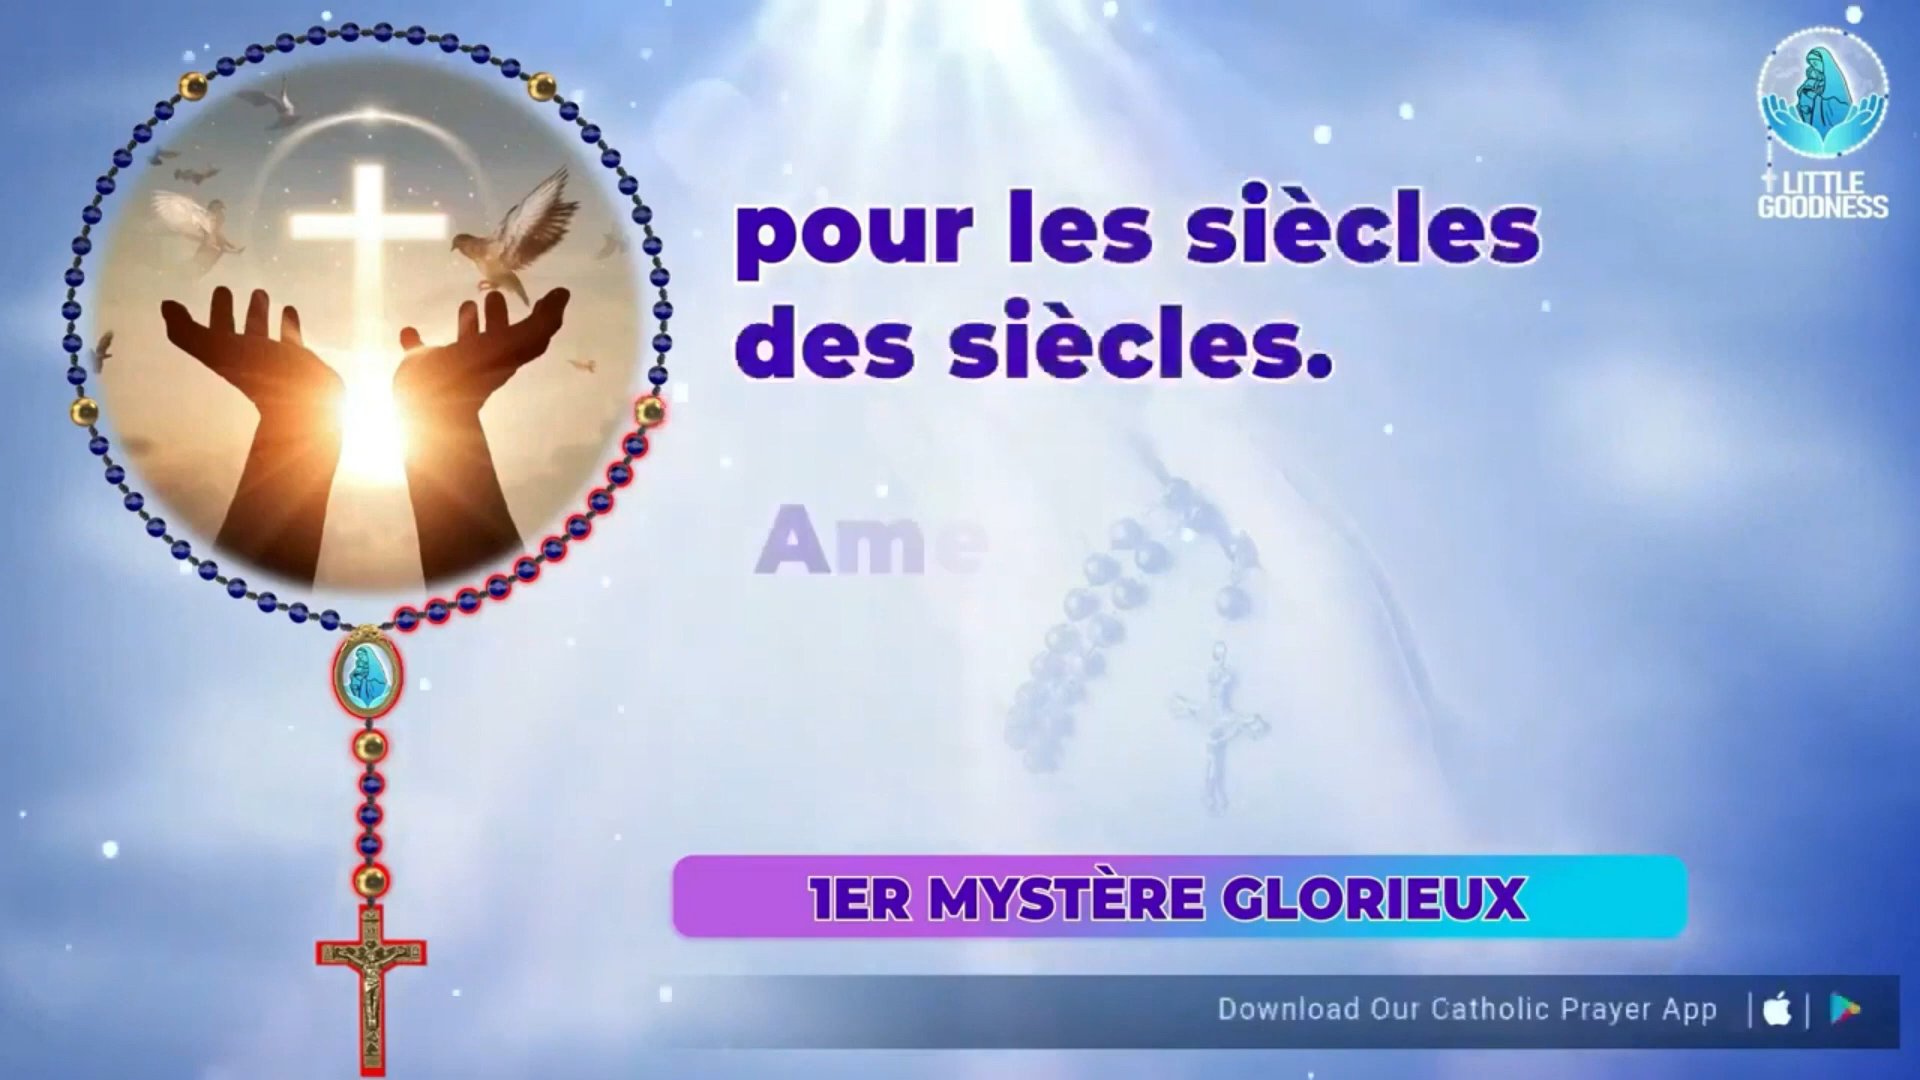 pour les siècles
des siècles.
Ame
1ER MYSTÈRE GLORIEUX
Download Our Catholic Prayer App
LITTLE
GOODNESS